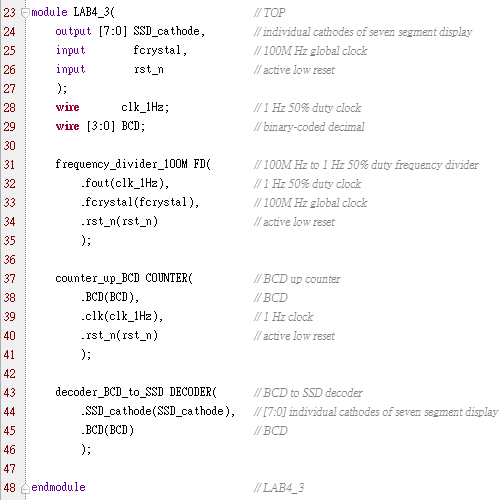 23 module LAB4_3( // TOP
24 output [7:0] SSD_cathode, // individual cathodes of seven segment display
25 input fcrystal, // 100M Hz global clock
26 input rst_n // active low reset
27 );
28 wire clk_1Hz; // 1 Hz 50% duty clock
29 wire [3:0] BCD; // binary-coded decimal
30
31 frequency_divider_100M FD( // 100M Hz to 1 Hz 50% duty frequency divider
32 .fout(clk_1Hz), // 1 Hz 50% duty clock
33 .fcrystal(fcrystal), // 100M Hz global clock
34 .rst_n(rst_n) // active low reset
35 );
36
37 counter_up_BCD COUNTER( // BCD up counter
38 .BCD(BCD), // BCD
39 .clk(clk_1Hz), // 1 Hz clock
40 .rst_n(rst_n) // active low reset
41 );
42
43 decoder_BCD_to_SSD DECODER( // BCD to SSD decoder
44 .SSD_cathode(SSD_cathode), // [7:0] individual cathodes of seven segment display
45 .BCD(BCD) // BCD
46 );
47
48 endmodule // LAB4_3